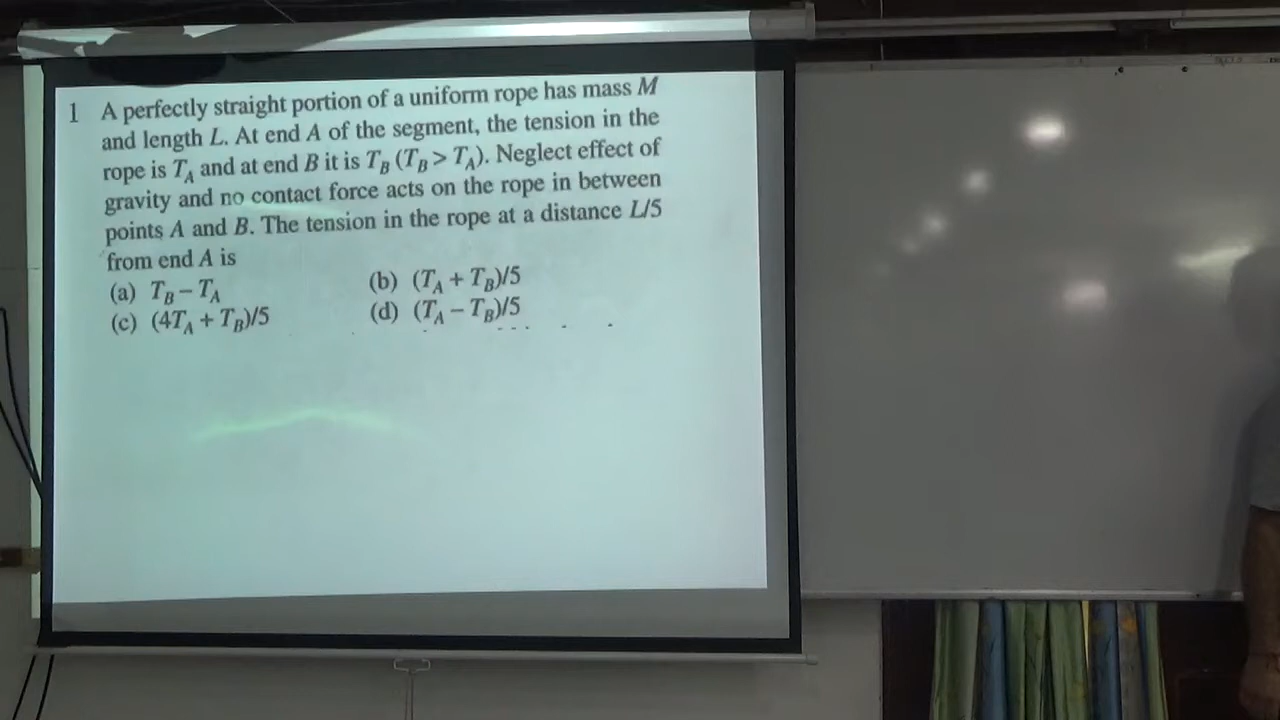 1 A perfectly straight portion of a uniform rope has mass M
and length L. At end A of the segment, the tension in the
rope is T_A and at end B it is T_B (T_B > T_A). Neglect effect of
gravity and no contact force acts on the rope in between
points A and B. The tension in the rope at a distance L/5
from end A is
(a) T_B – T_A (b) (T_A + T_B)/5
(c) (4T_A + T_B)/5 (d) (T_A – T_B)/5